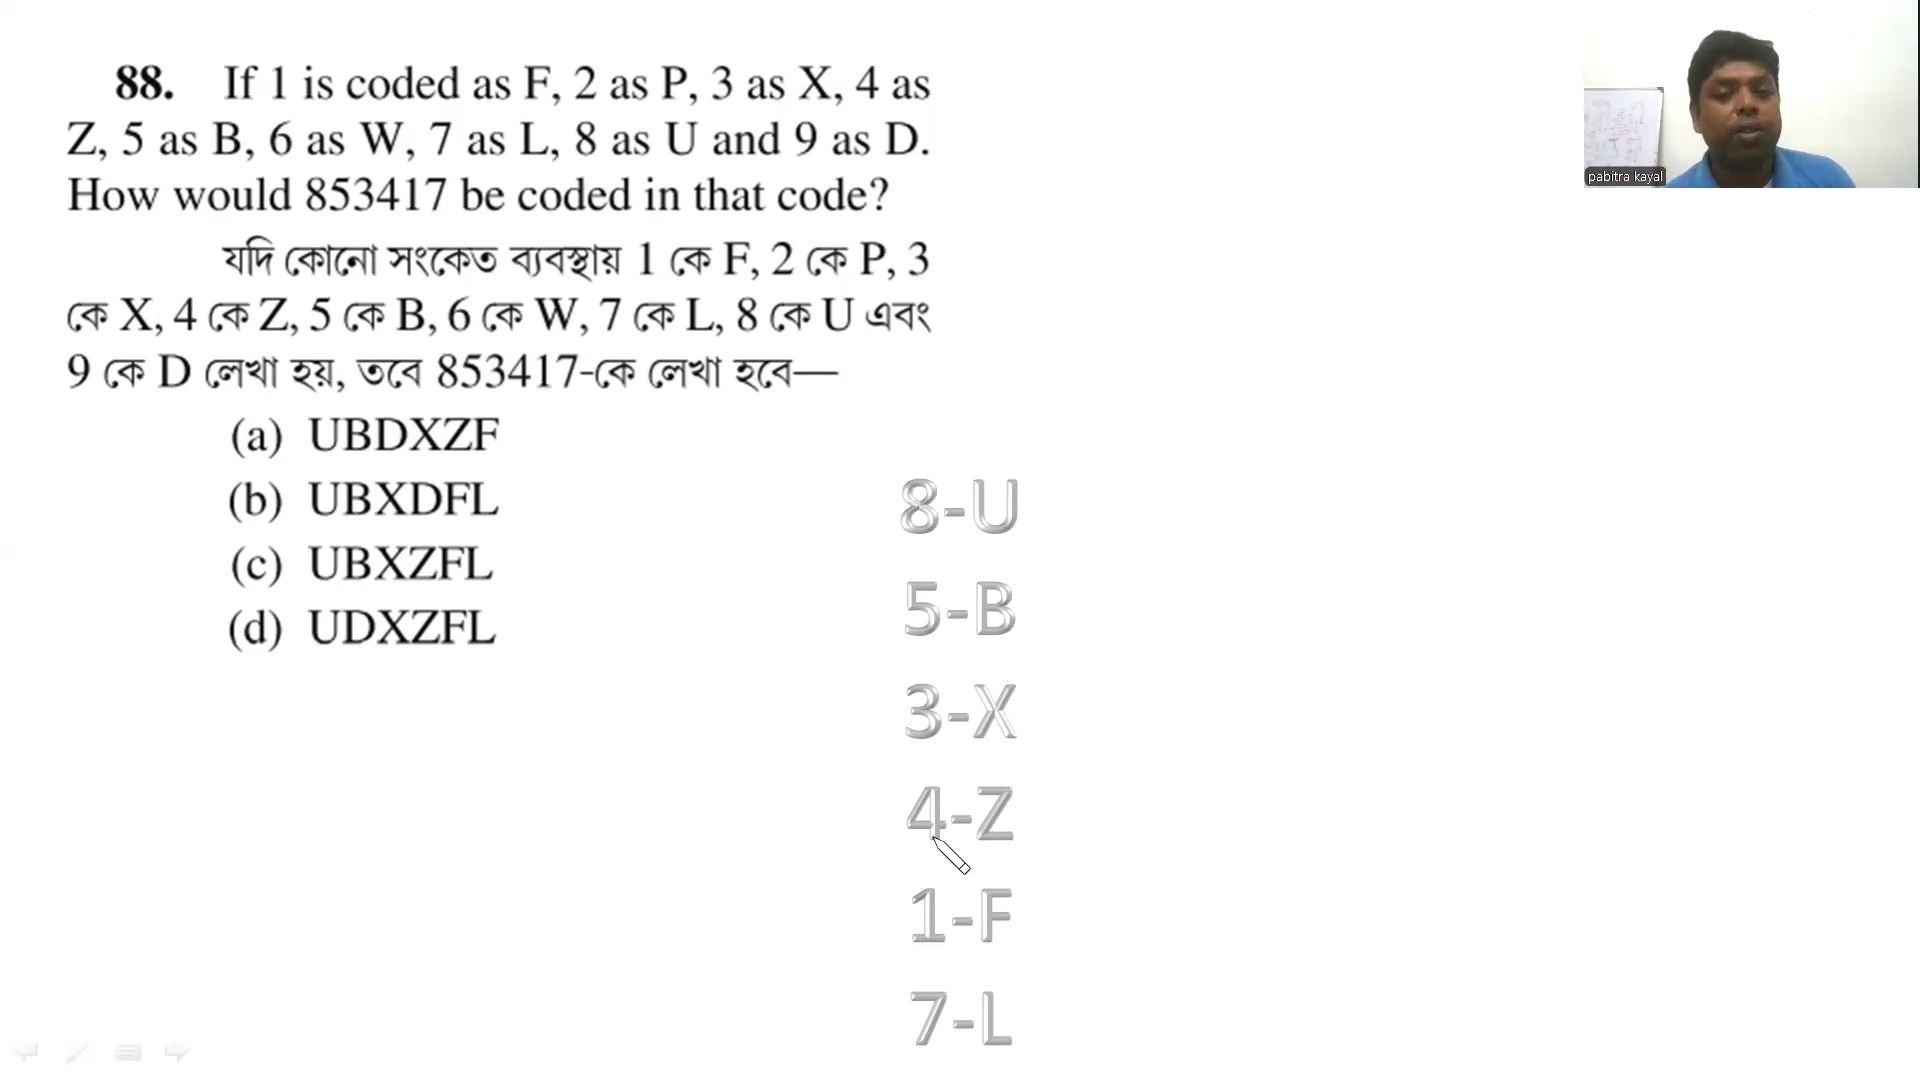 88. If 1 is coded as F, 2 as P, 3 as X, 4 as
Z, 5 as B, 6 as W, 7 as L, 8 as U and 9 as D.
How would 853417 be coded in that code?
যদি কোনো সংকেত ব্যবস্থায় 1 কে F, 2 কে P, 3
কে X, 4 কে Z, 5 কে B, 6 কে W, 7 কে L, 8 কে U এবং
9 কে D লেখা হয়, তবে 853417-কে লেখা হবে—
(a) UBDXZF
(b) UBXDFL
(c) UBXZFL
(d) UDXZFL
8-U
5-B
3-X
4-Z
1-F
7-L
pabitra kayal